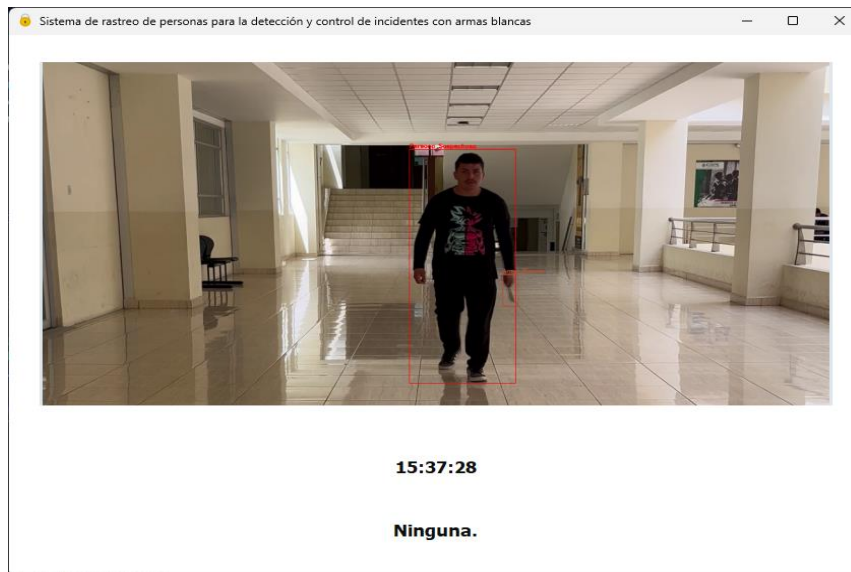 Sistema de rastreo de personas para la detección y control de incidentes con armas blancas
15:37:28
Ninguna.